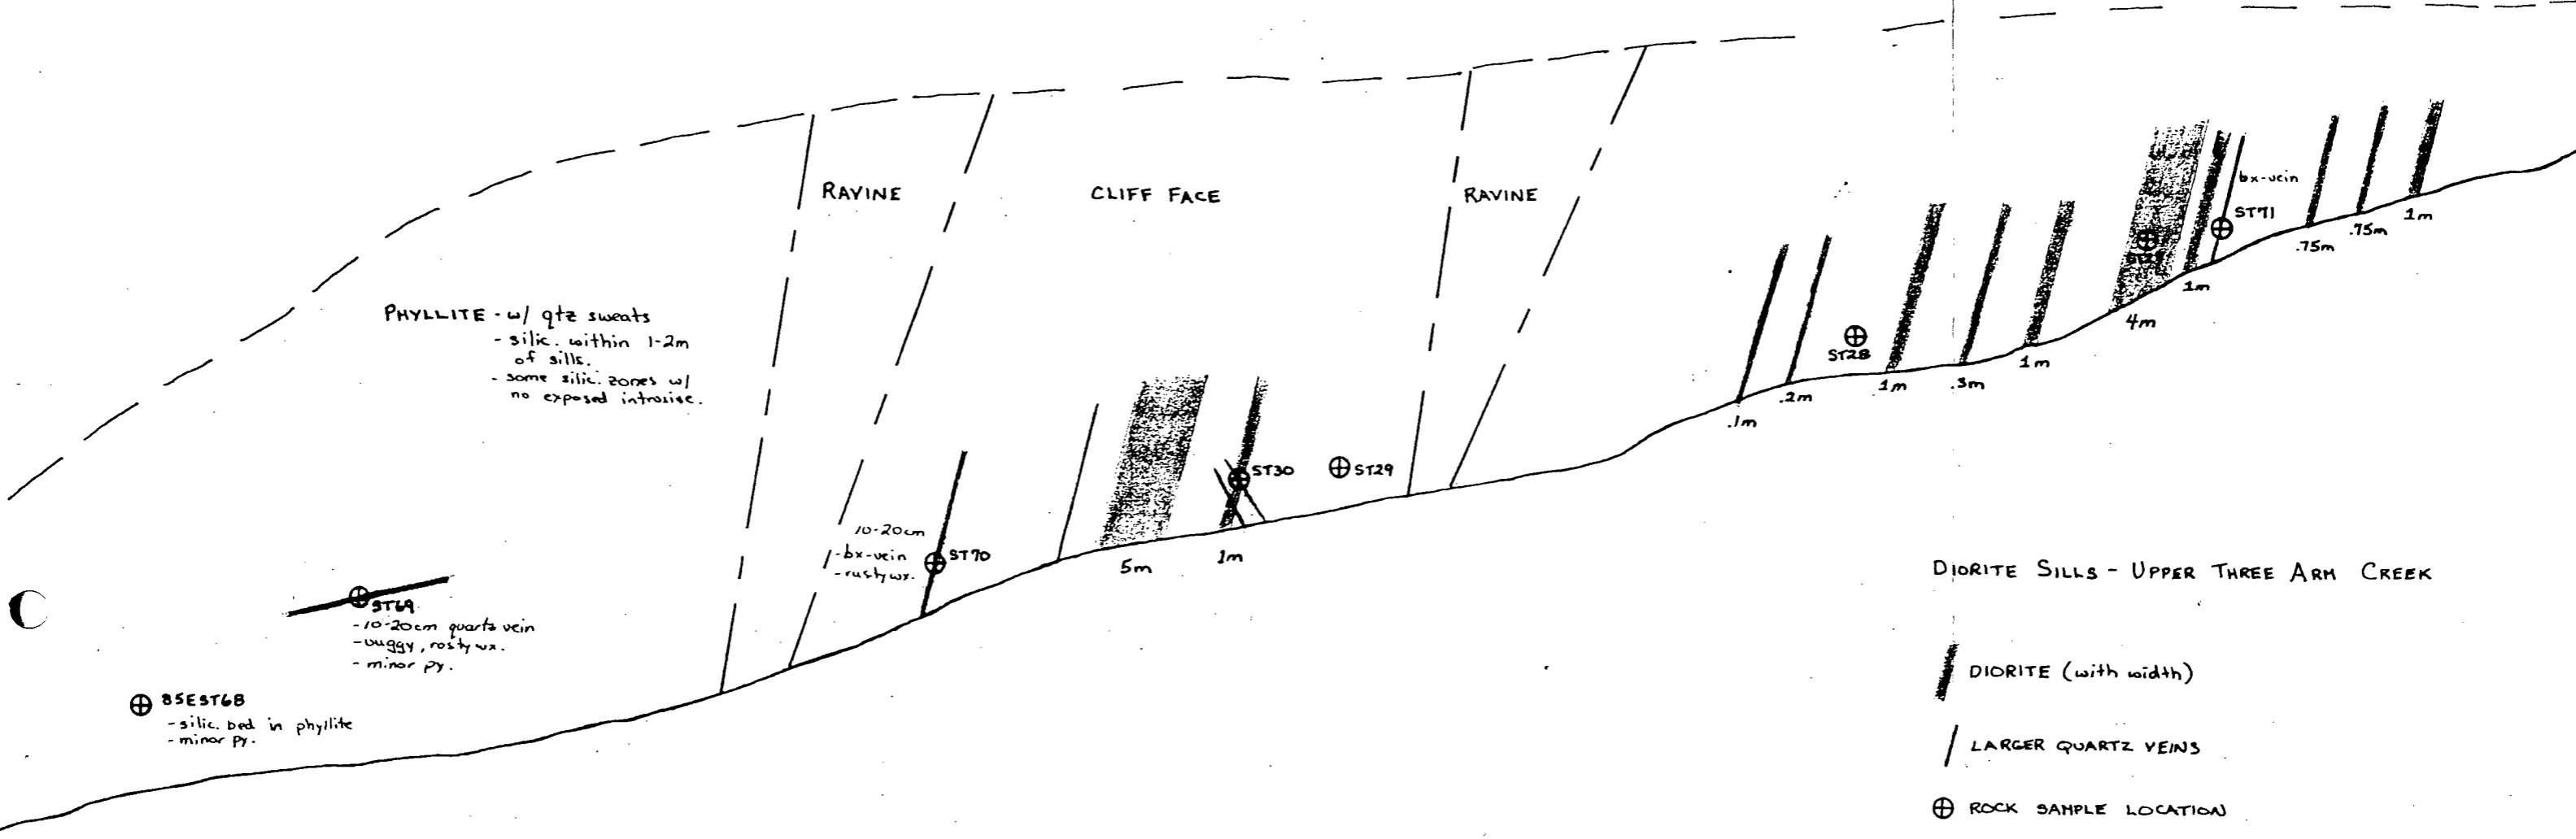 RAVINE
CLIFF FACE
RAVINE
PHYLLITE - w/ qtz sweats
- silic. within 1-2m
of sills.
- some silic. zones w/
no exposed intrusive.
bx-vein
ST71
.75m
.75m
1m
1m
4m
ST28
1m
.3m
1m
.2m
.1m
ST30
ST29
10-20cm
-bx-vein
-rusty wx.
ST70
5m
1m
ST69
-10-20cm quartz vein
-vuggy, rusty wx.
- minor py.
85EST68
-silic. bed in phyllite
-minor py.
DIORITE SILLS - UPPER THREE ARM CREEK
DIORITE (with width)
LARGER QUARTZ VEINS
ROCK SAMPLE LOCATION